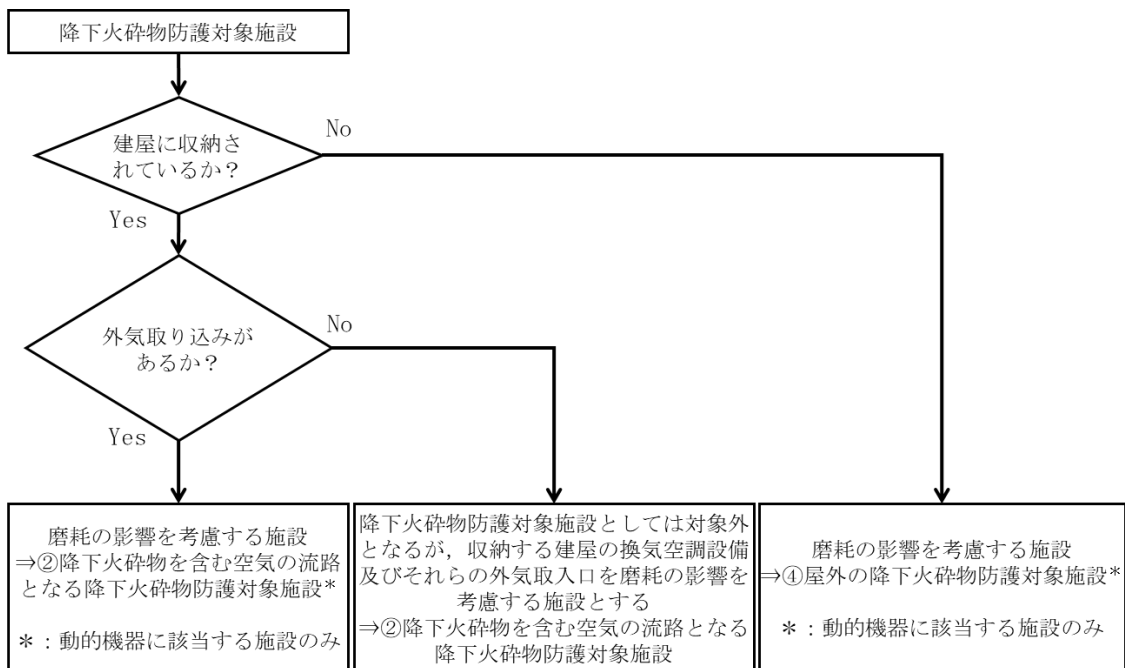 降下火砕物防護対象施設
建屋に収納さ
れているか？
No
Yes
外気取り込みが
あるか？
No
Yes
磨耗の影響を考慮する施設
⇒②降下火砕物を含む空気の流路
となる降下火砕物防護対象施設*
*：動的機器に該当する施設のみ
降下火砕物防護対象施設としては対象外
となるが，収納する建屋の換気空調設備
及びそれらの外気取入口を磨耗の影響を
考慮する施設とする
⇒②降下火砕物を含む空気の流路となる
降下火砕物防護対象施設
磨耗の影響を考慮する施設
⇒④屋外の降下火砕物防護対象施設*
*：動的機器に該当する施設のみ